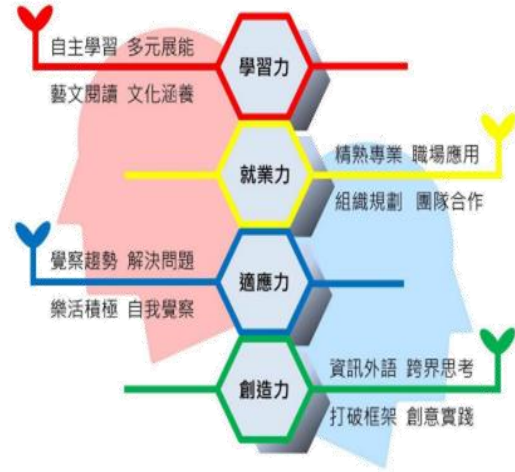 自主學習 多元展能
學習力
藝文閱讀 文化涵養
精熟專業 職場應用
就業力
組織規劃 團隊合作
覺察趨勢 解決問題
適應力
樂活積極 自我覺察
資訊外語 跨界思考
創造力
打破框架 創意實踐